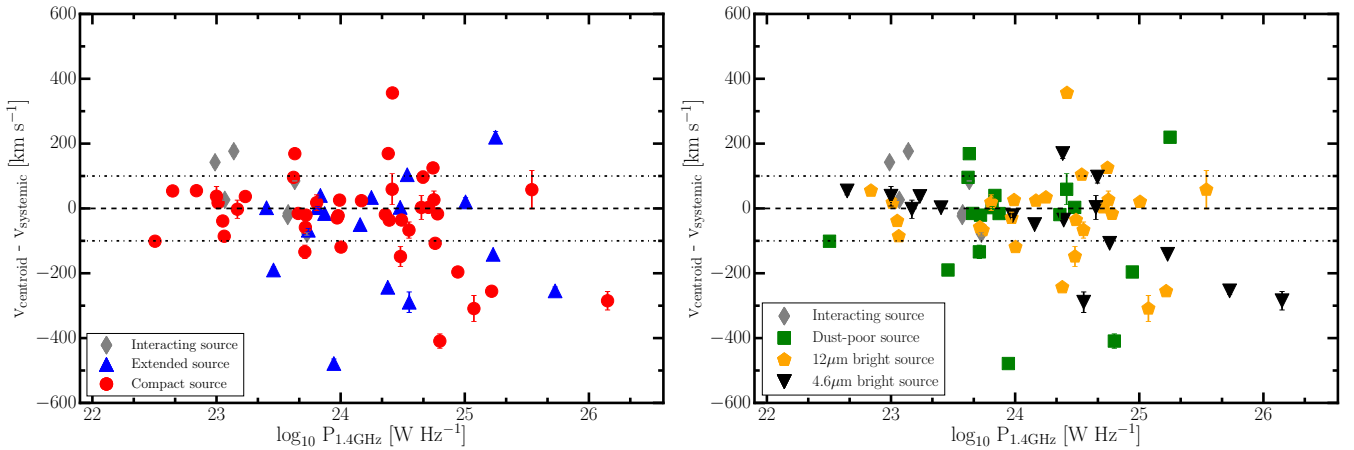 600
400
200
0
−200
−400
−600
v_centroid - v_systemic [km s⁻¹]
22 23 24 25 26
log₁₀ P_1.4GHz [W Hz⁻¹]
Interacting source
Extended source
Compact source
600
400
200
0
−200
−400
−600
v_centroid - v_systemic [km s⁻¹]
22 23 24 25 26
log₁₀ P_1.4GHz [W Hz⁻¹]
Interacting source
Dust-poor source
12μm bright source
4.6μm bright source